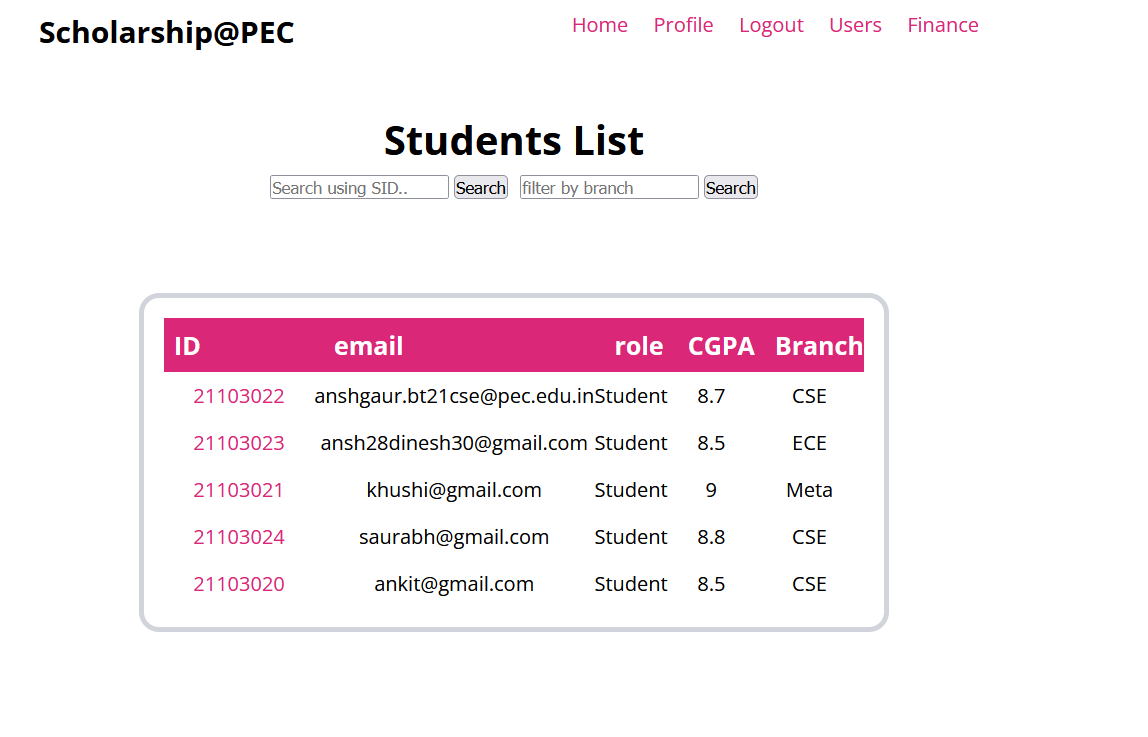 Scholarship@PEC Home Profile Logout Users Finance
Students List
Search using SID.. Search filter by branch Search
ID email role CGPA Branch
21103022 anshgaur.bt21cse@pec.edu.in Student 8.7 CSE
21103023 ansh28dinesh30@gmail.com Student 8.5 ECE
21103021 khushi@gmail.com Student 9 Meta
21103024 saurabh@gmail.com Student 8.8 CSE
21103020 ankit@gmail.com Student 8.5 CSE